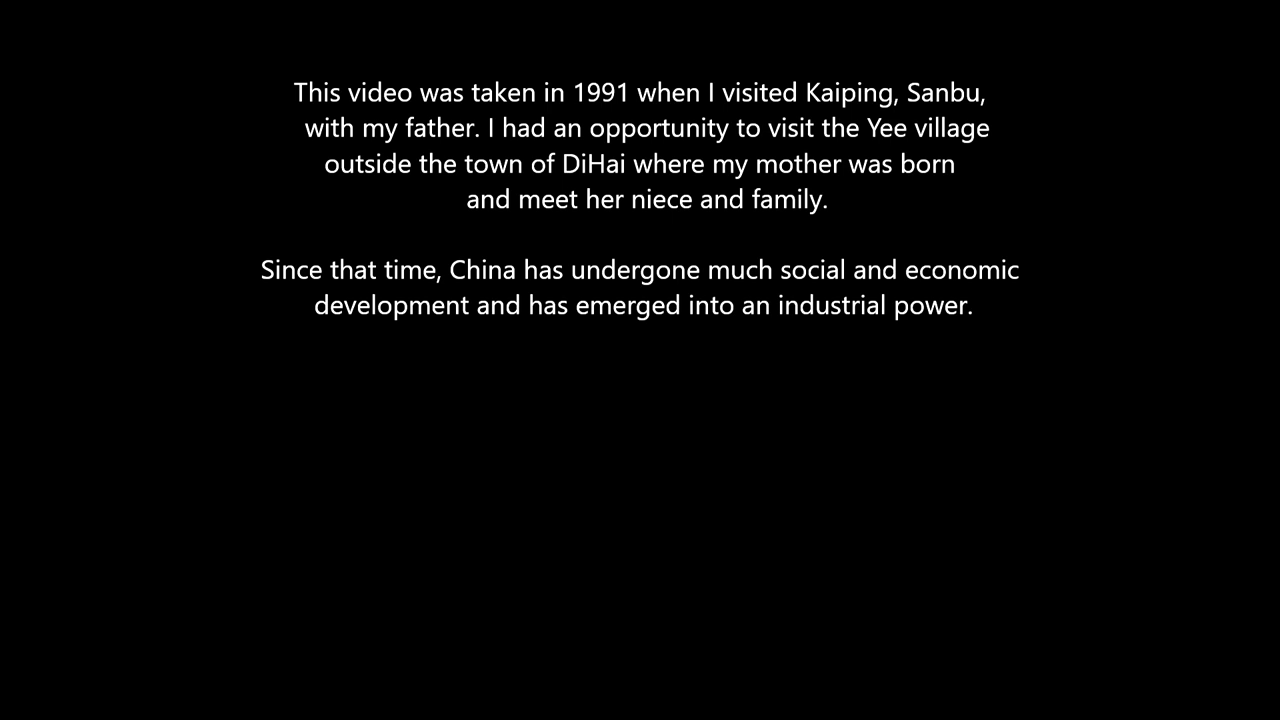 This video was taken in 1991 when I visited Kaiping, Sanbu,
with my father. I had an opportunity to visit the Yee village
outside the town of DiHai where my mother was born
and meet her niece and family.
Since that time, China has undergone much social and economic
development and has emerged into an industrial power.